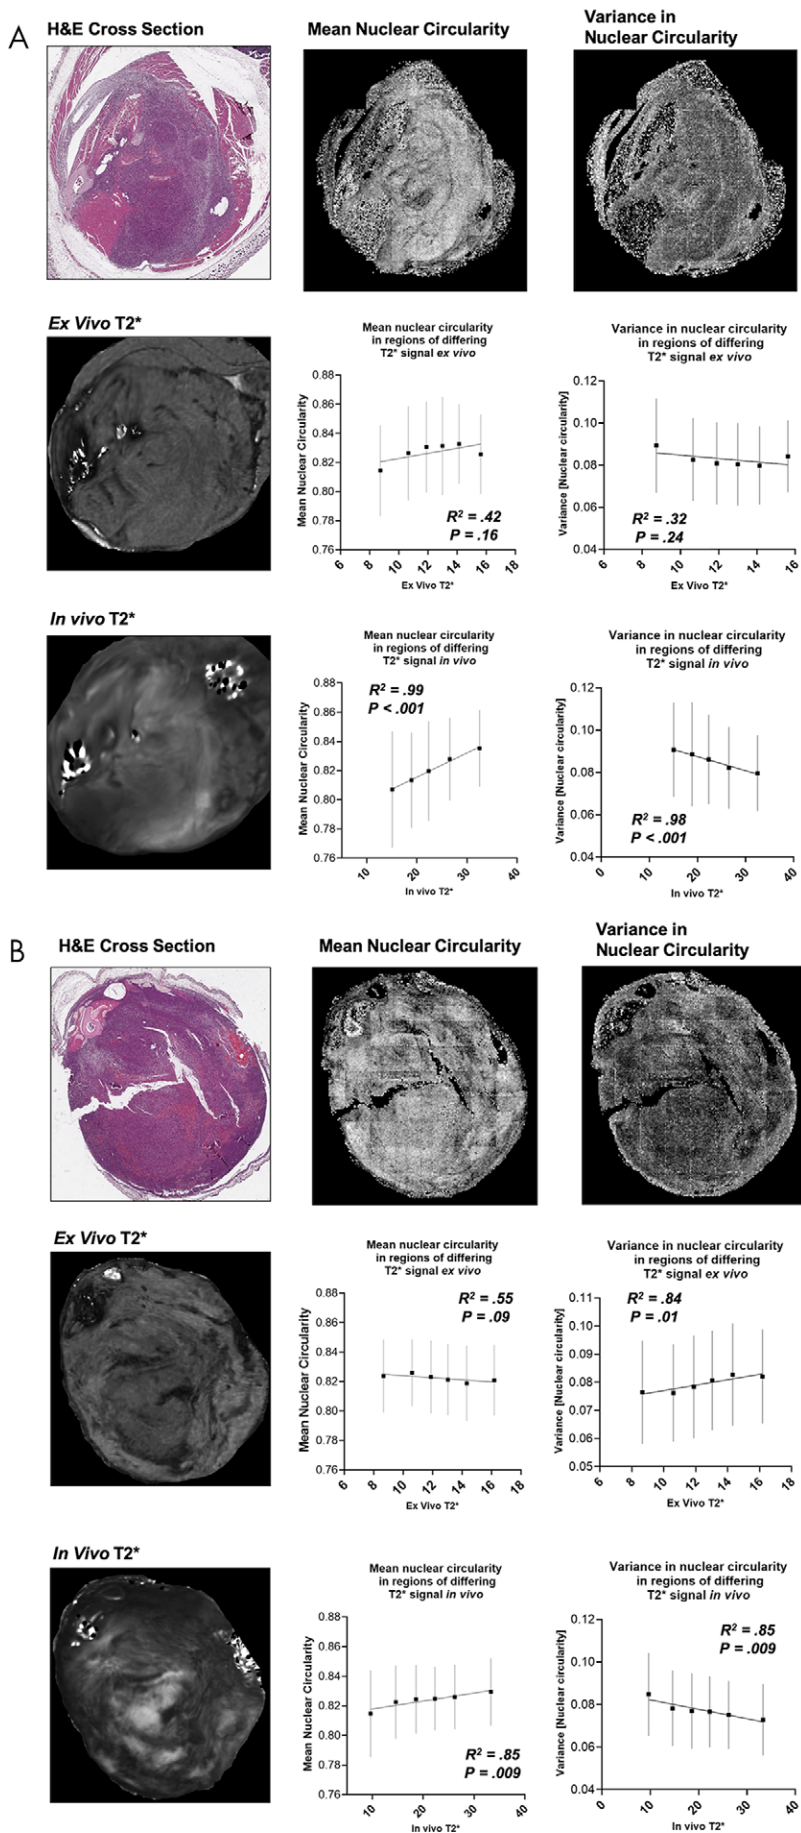 A
H&E Cross Section
Mean Nuclear Circularity
Variance in
Nuclear Circularity
Ex Vivo T2*
Mean nuclear circularity
in regions of differing
T2* signal ex vivo
0.88
0.86
0.84
0.82
0.80
0.78
0.76
Mean Nuclear Circularity
R² = .42
P = .16
6
8
10
12
14
16
18
Ex Vivo T2*
Variance in nuclear circularity
in regions of differing
T2* signal ex vivo
0.12
0.10
0.08
0.06
0.04
Variance [Nuclear circularity]
R² = .32
P = .24
6
8
10
12
14
16
Ex Vivo T2*
In vivo T2*
Mean nuclear circularity
in regions of differing
T2* signal in vivo
0.88
0.86
0.84
0.82
0.80
0.78
0.76
Mean Nuclear Circularity
R² = .99
P < .001
10
20
30
40
In vivo T2*
Variance in nuclear circularity
in regions of differing
T2* signal in vivo
0.12
0.10
0.08
0.06
0.04
Variance [Nuclear circularity]
R² = .98
P < .001
0
10
20
30
40
In vivo T2*
B
H&E Cross Section
Mean Nuclear Circularity
Variance in
Nuclear Circularity
Ex Vivo T2*
Mean nuclear circularity
in regions of differing
T2* signal ex vivo
0.88
0.86
0.84
0.82
0.80
0.78
0.76
Mean Nuclear Circularity
R² = .55
P = .09
6
8
10
12
14
16
18
Ex Vivo T2*
Variance in nuclear circularity
in regions of differing
T2* signal ex vivo
0.11
0.10
0.09
0.08
0.07
0.06
0.05
Variance [Nuclear circularity]
R² = .84
P = .01
6
8
10
12
14
16
18
Ex Vivo T2*
In Vivo T2*
Mean nuclear circularity
in regions of differing
T2* signal in vivo
0.88
0.86
0.84
0.82
0.80
0.78
0.76
Mean Nuclear Circularity
R² = .85
P = .009
10
20
30
40
In vivo T2*
Variance in nuclear circularity
in regions of differing
T2* signal in vivo
0.12
0.10
0.08
0.06
0.04
Variance [Nuclear circularity]
R² = .85
P = .009
0
10
20
30
40
In vivo T2*